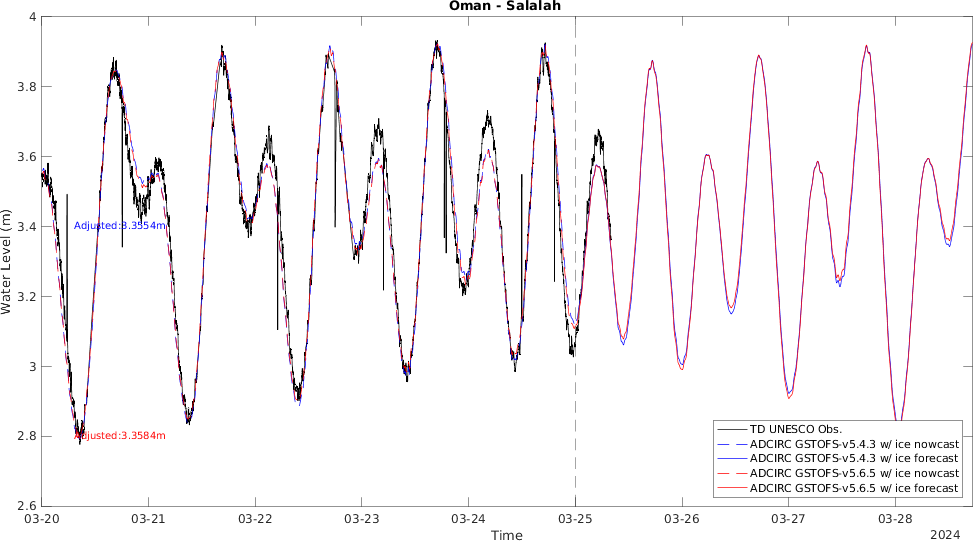 Oman - Salalah
4
3.8
3.6
3.4
3.2
3
2.8
2.6
Water Level (m)
Adjusted:3.3554m
Adjusted:3.3584m
TD UNESCO Obs.
ADCIRC GSTOFS-v5.4.3 w/ ice nowcast
ADCIRC GSTOFS-v5.4.3 w/ ice forecast
ADCIRC GSTOFS-v5.6.5 w/ ice nowcast
ADCIRC GSTOFS-v5.6.5 w/ ice forecast
03-20 03-21 03-22 03-23 03-24 03-25 03-26 03-27 03-28
Time
2024